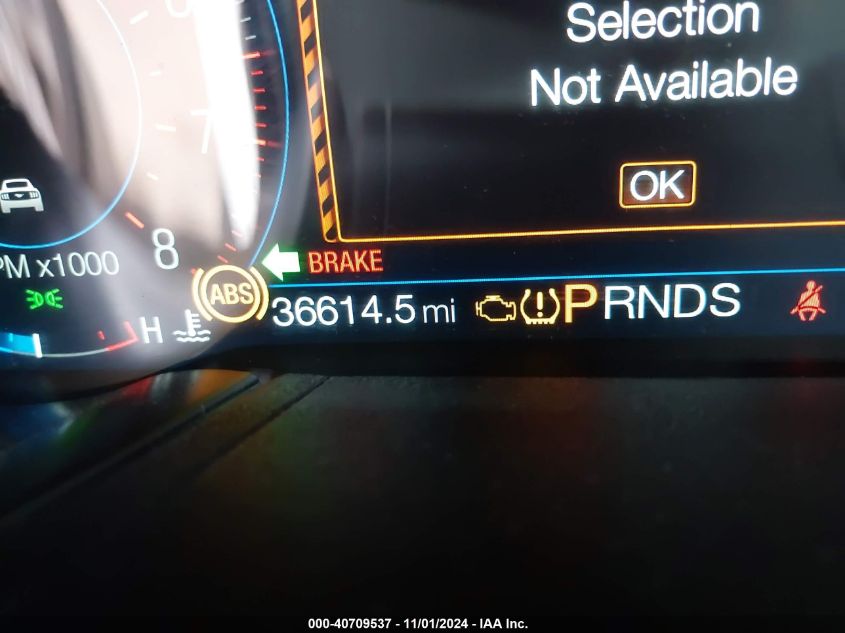 Selection
Not Available
OK
7
8
PM x1000
BRAKE
ABS
36614.5 mi
PRNDS
H
000-40709537 - 11/01/2024 - IAA Inc.